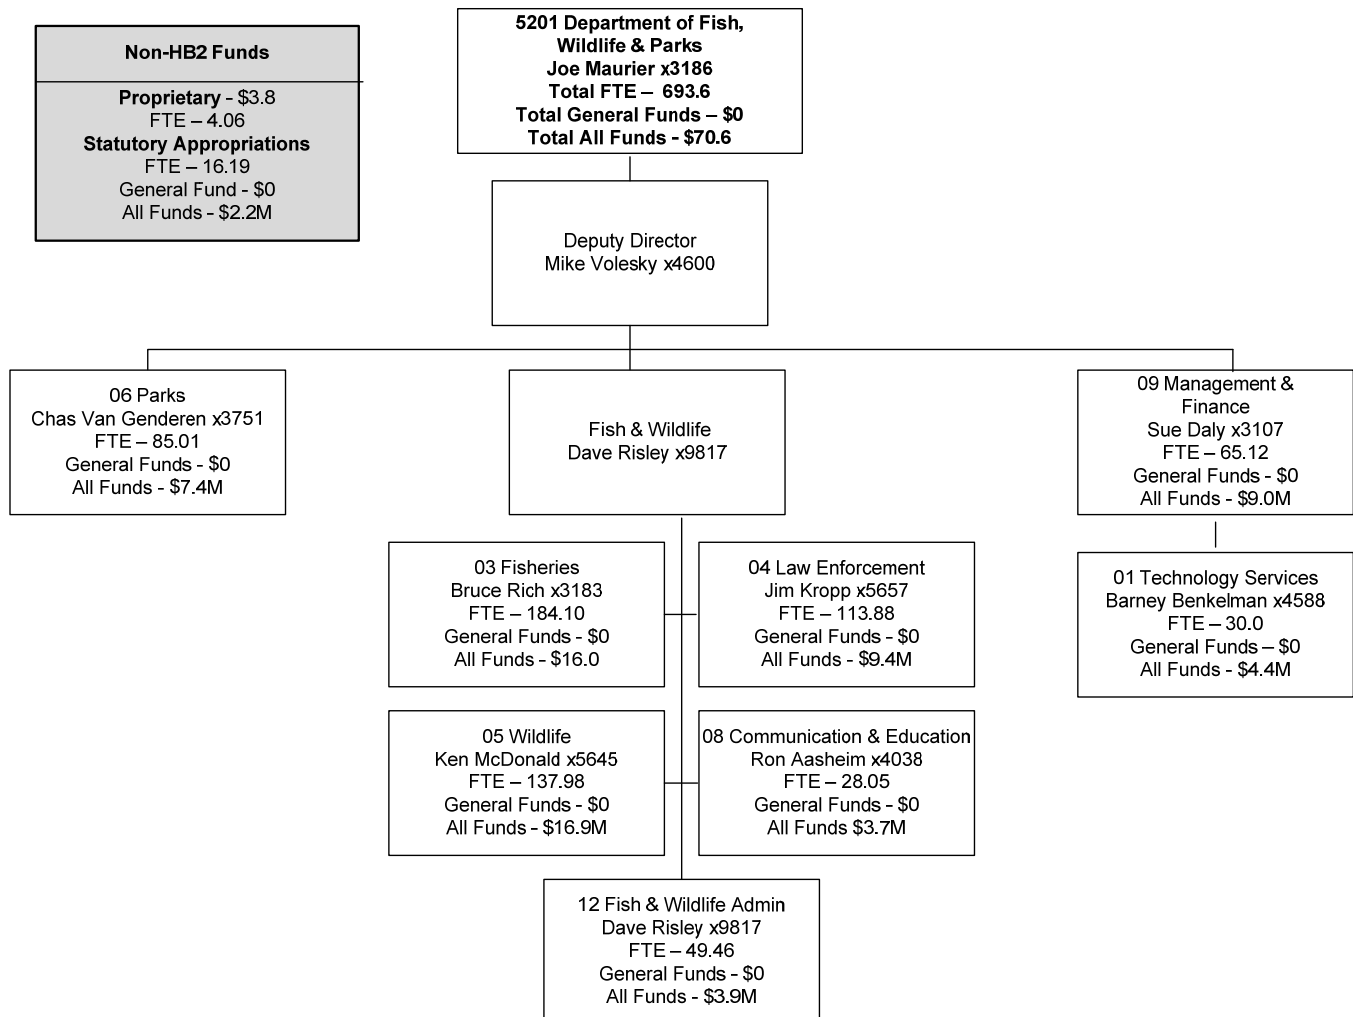 Non-HB2 Funds
Proprietary - $3.8
FTE – 4.06
Statutory Appropriations
FTE – 16.19
General Fund - $0
All Funds - $2.2M
5201 Department of Fish,
Wildlife & Parks
Joe Maurier x3186
Total FTE – 693.6
Total General Funds – $0
Total All Funds - $70.6
Deputy Director
Mike Volesky x4600
06 Parks
Chas Van Genderen x3751
FTE – 85.01
General Funds - $0
All Funds - $7.4M
Fish & Wildlife
Dave Risley x9817
09 Management &
Finance
Sue Daly x3107
FTE – 65.12
General Funds - $0
All Funds - $9.0M
03 Fisheries
Bruce Rich x3183
FTE – 184.10
General Funds - $0
All Funds - $16.0
04 Law Enforcement
Jim Kropp x5657
FTE – 113.88
General Funds - $0
All Funds - $9.4M
01 Technology Services
Barney Benkelman x4588
FTE – 30.0
General Funds – $0
All Funds - $4.4M
05 Wildlife
Ken McDonald x5645
FTE – 137.98
General Funds - $0
All Funds - $16.9M
08 Communication & Education
Ron Aasheim x4038
FTE – 28.05
General Funds - $0
All Funds $3.7M
12 Fish & Wildlife Admin
Dave Risley x9817
FTE – 49.46
General Funds - $0
All Funds - $3.9M